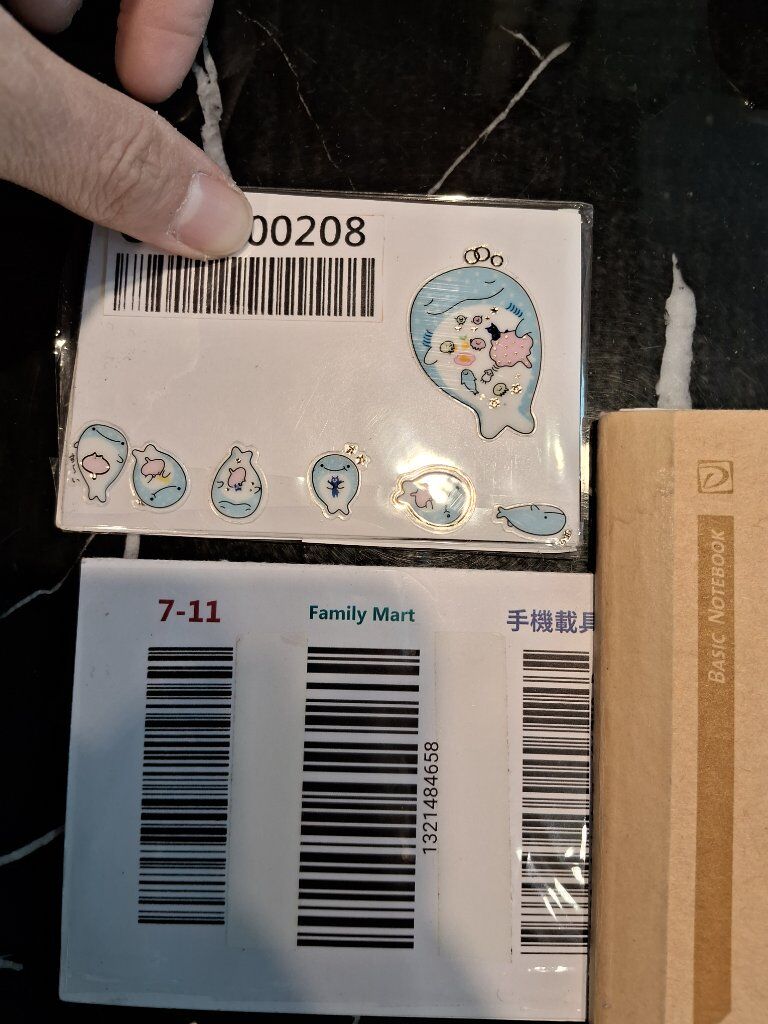 00208
7-11
Family Mart
手機載具
1321484658
BASIC NOTEBOOK